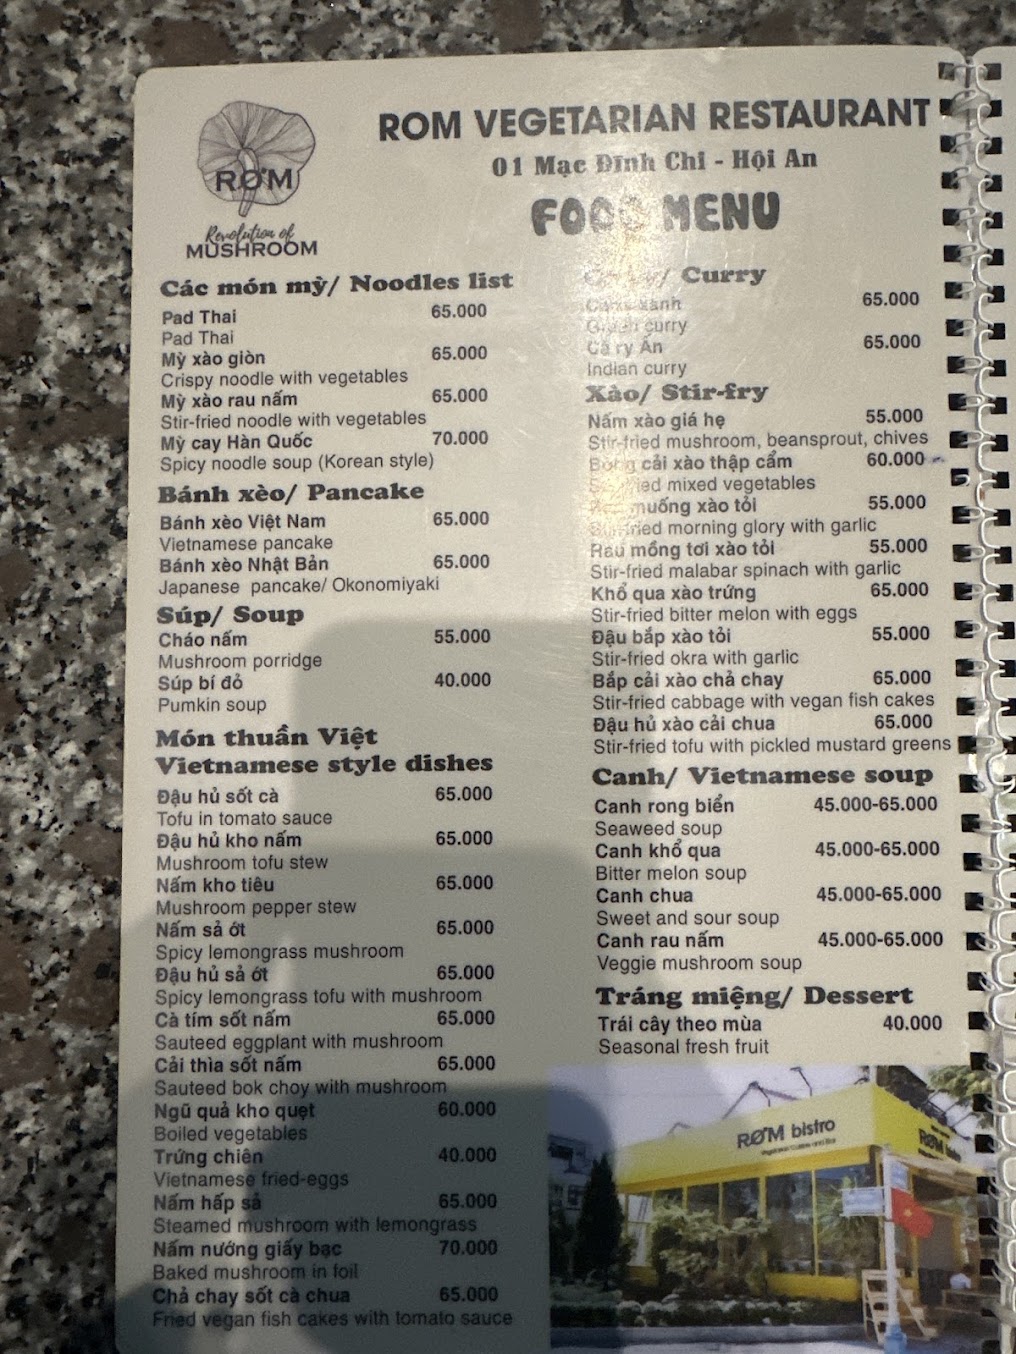 RƠM
Revolution of
MUSHROOM
ROM VEGETARIAN RESTAURANT
01 Mạc Đĩnh Chi - Hội An
FOOD MENU
Các món mỳ/ Noodles list
Pad Thai 65.000
Pad Thai
Mỳ xào giòn 65.000
Crispy noodle with vegetables
Mỳ xào rau nấm 65.000
Stir-fried noodle with vegetables
Mỳ cay Hàn Quốc 70.000
Spicy noodle soup (Korean style)
Bánh xèo/ Pancake
Bánh xèo Việt Nam 65.000
Vietnamese pancake
Bánh xèo Nhật Bản 65.000
Japanese pancake/ Okonomiyaki
Súp/ Soup
Cháo nấm 55.000
Mushroom porridge
Súp bí đỏ 40.000
Pumkin soup
Món thuần Việt
Vietnamese style dishes
Đậu hủ sốt cà 65.000
Tofu in tomato sauce
Đậu hủ kho nấm 65.000
Mushroom tofu stew
Nấm kho tiêu 65.000
Mushroom pepper stew
Nấm sả ớt 65.000
Spicy lemongrass mushroom
Đậu hủ sả ớt 65.000
Spicy lemongrass tofu with mushroom
Cà tím sốt nấm 65.000
Sauteed eggplant with mushroom
Cải thìa sốt nấm 65.000
Sauteed bok choy with mushroom
Ngũ quả kho quẹt 60.000
Boiled vegetables
Trứng chiên 40.000
Vietnamese fried-eggs
Nấm hấp sả 65.000
Steamed mushroom with lemongrass
Nấm nướng giấy bạc 70.000
Baked mushroom in foil
Chả chay sốt cà chua 65.000
Fried vegan fish cakes with tomato sauce
/ Curry
xanh 65.000
Green curry
Cà ry Ấn 65.000
Indian curry
Xào/ Stir-fry
Nấm xào giá hẹ 55.000
Stir-fried mushroom, beansprout, chives
Bông cải xào thập cẩm 60.000
Stir-fried mixed vegetables
muống xào tỏi 55.000
Stir-fried morning glory with garlic
Rau mồng tơi xào tỏi 55.000
Stir-fried malabar spinach with garlic
Khổ qua xào trứng 65.000
Stir-fried bitter melon with eggs
Đậu bắp xào tỏi 55.000
Stir-fried okra with garlic
Bắp cải xào chả chay 65.000
Stir-fried cabbage with vegan fish cakes
Đậu hủ xào cải chua 65.000
Stir-fried tofu with pickled mustard greens
Canh/ Vietnamese soup
Canh rong biển 45.000-65.000
Seaweed soup
Canh khổ qua 45.000-65.000
Bitter melon soup
Canh chua 45.000-65.000
Sweet and sour soup
Canh rau nấm 45.000-65.000
Veggie mushroom soup
Tráng miệng/ Dessert
Trái cây theo mùa 40.000
Seasonal fresh fruit
RƠM bistro
RƠM